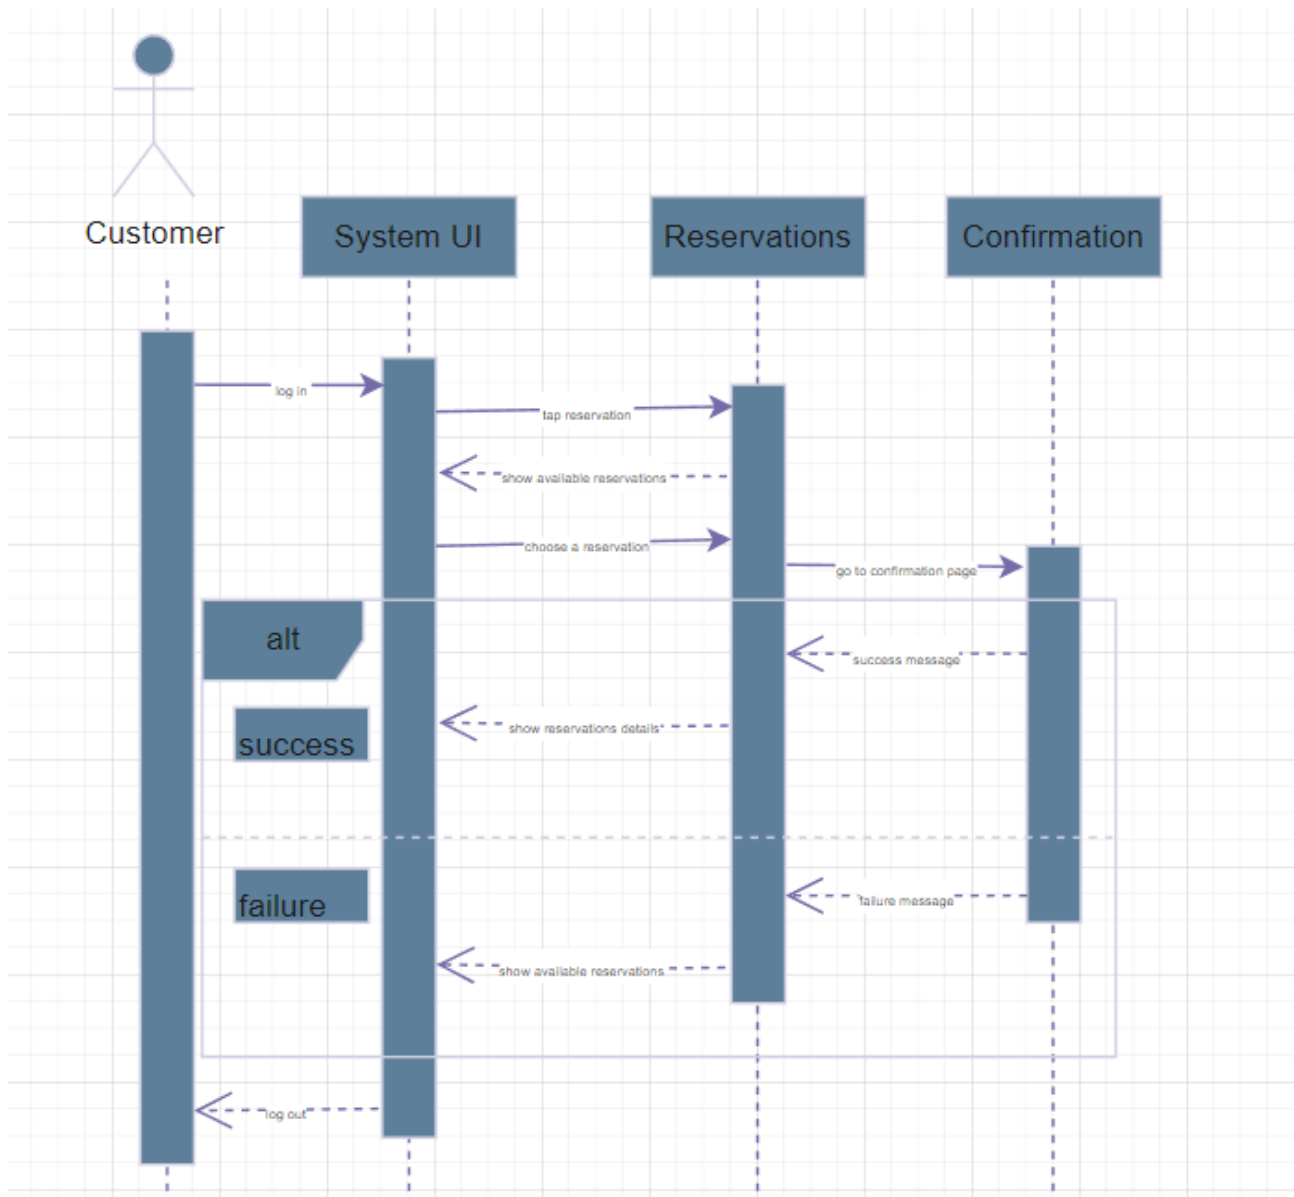 Customer
System UI
Reservations
Confirmation
log in
tap reservation
show available reservations
choose a reservation
go to confirmation page
alt
success message
show reservations details
success
failure
failure message
show available reservations
log out